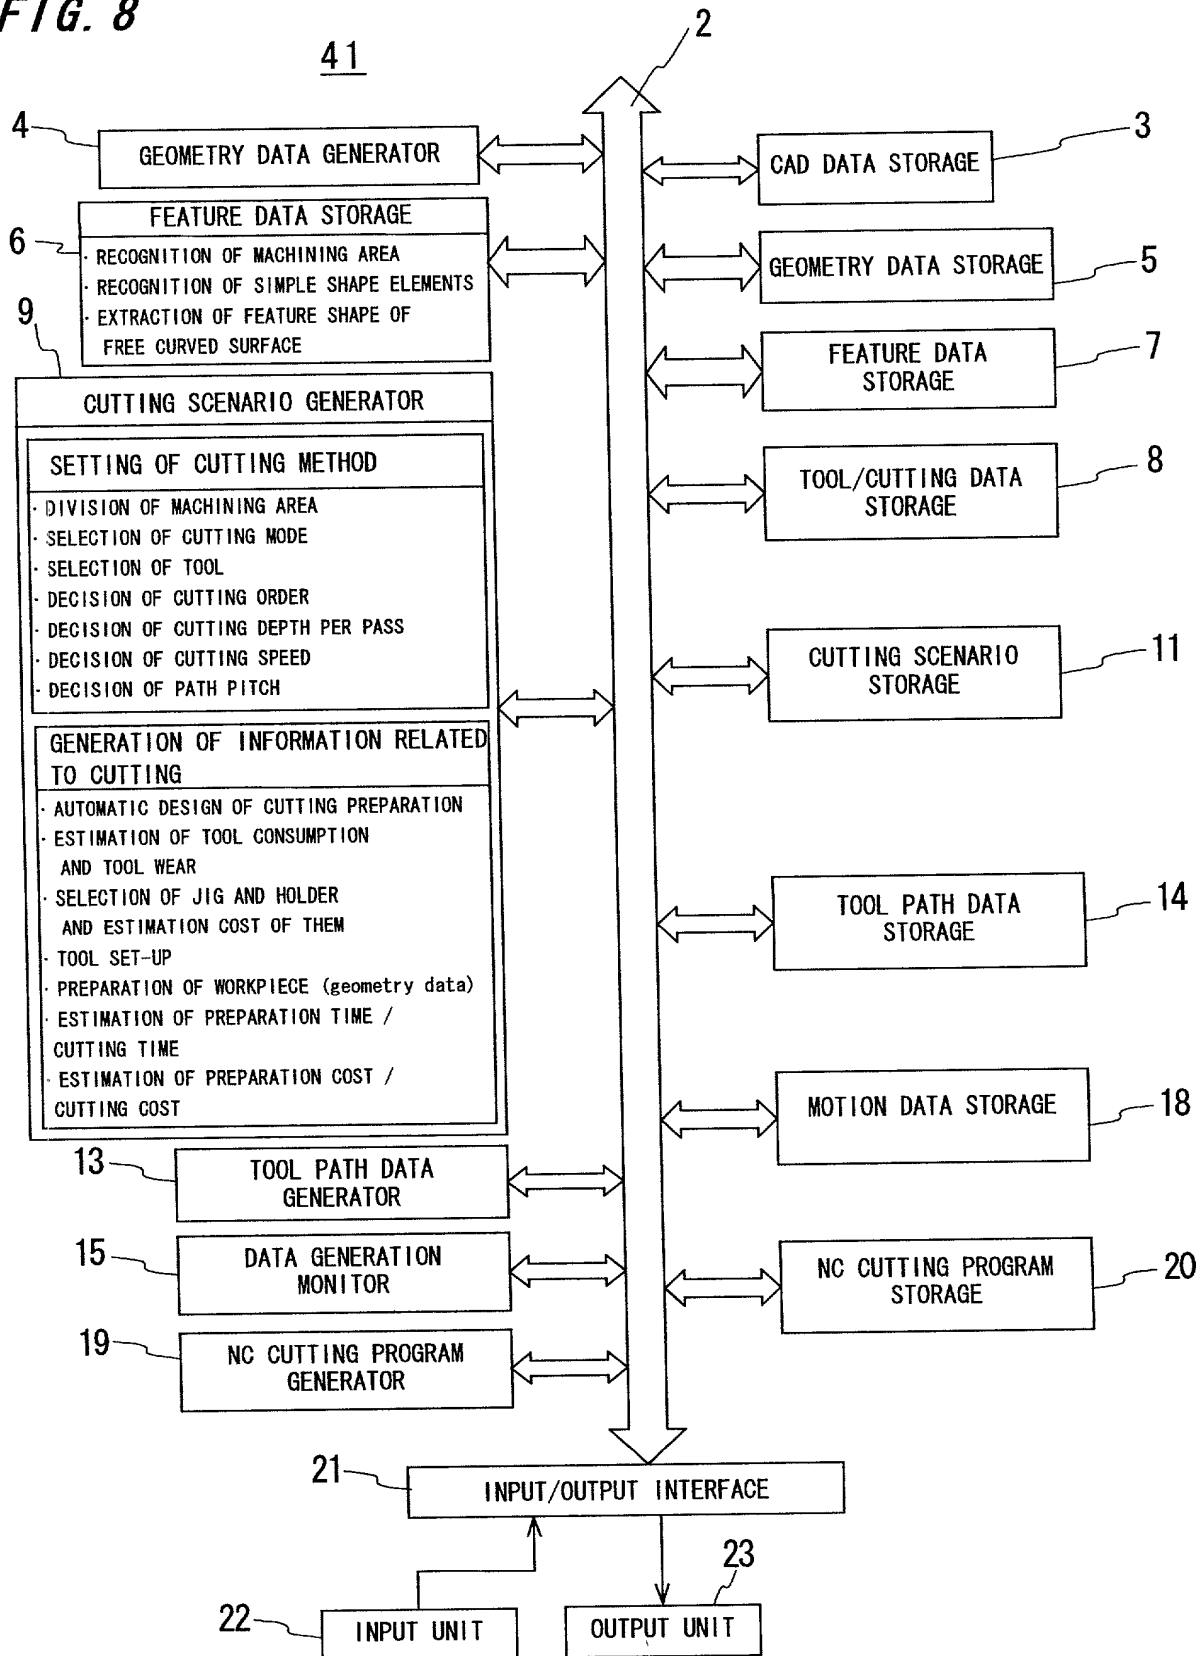 FIG. 8
41
2
4
GEOMETRY DATA GENERATOR
3
CAD DATA STORAGE
6
FEATURE DATA STORAGE
· RECOGNITION OF MACHINING AREA
· RECOGNITION OF SIMPLE SHAPE ELEMENTS
· EXTRACTION OF FEATURE SHAPE OF
FREE CURVED SURFACE
5
GEOMETRY DATA STORAGE
7
FEATURE DATA
STORAGE
9
CUTTING SCENARIO GENERATOR
SETTING OF CUTTING METHOD
· DIVISION OF MACHINING AREA
· SELECTION OF CUTTING MODE
· SELECTION OF TOOL
· DECISION OF CUTTING ORDER
· DECISION OF CUTTING DEPTH PER PASS
· DECISION OF CUTTING SPEED
· DECISION OF PATH PITCH
GENERATION OF INFORMATION RELATED
TO CUTTING
· AUTOMATIC DESIGN OF CUTTING PREPARATION
· ESTIMATION OF TOOL CONSUMPTION
AND TOOL WEAR
· SELECTION OF JIG AND HOLDER
AND ESTIMATION COST OF THEM
· TOOL SET-UP
· PREPARATION OF WORKPIECE (geometry data)
· ESTIMATION OF PREPARATION TIME /
CUTTING TIME
· ESTIMATION OF PREPARATION COST /
CUTTING COST
8
TOOL/CUTTING DATA
STORAGE
11
CUTTING SCENARIO
STORAGE
14
TOOL PATH DATA
STORAGE
18
MOTION DATA STORAGE
13
TOOL PATH DATA
GENERATOR
15
DATA GENERATION
MONITOR
20
NC CUTTING PROGRAM
STORAGE
19
NC CUTTING PROGRAM
GENERATOR
21
INPUT/OUTPUT INTERFACE
22
INPUT UNIT
23
OUTPUT UNIT